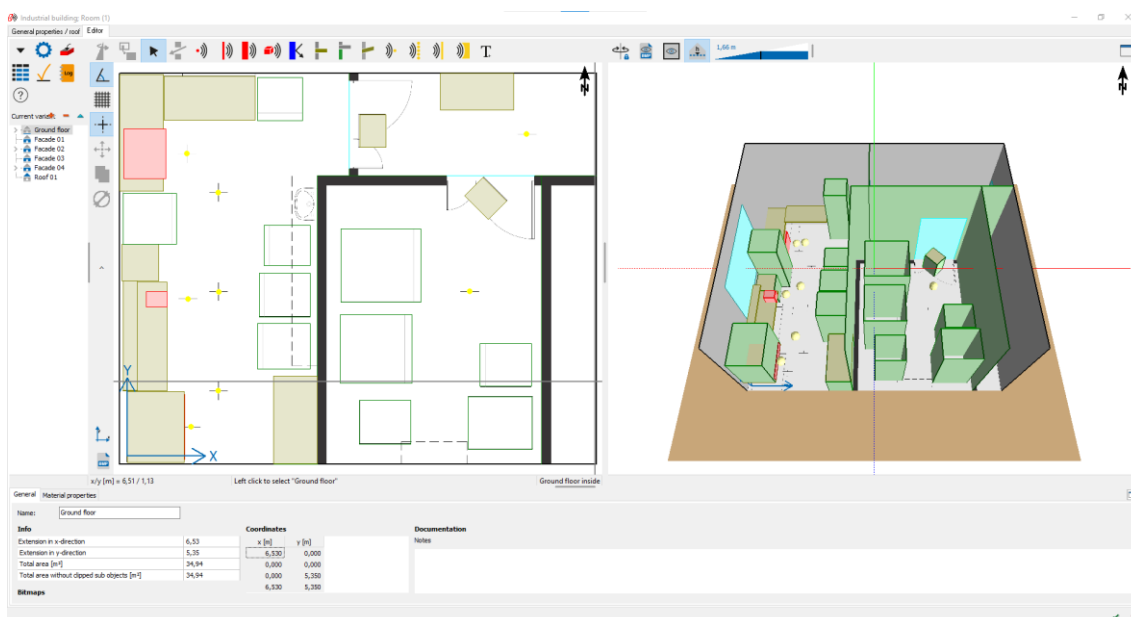 Industrial building: Room (1)
General properties / roof Editor
T
1,66 m
Log
Current variant
Ground floor
Facade 01
Facade 02
Facade 03
Facade 04
Roof 01
N
N
Y
X
x/y [m] = 6,51 / 1,13 Left click to select "Ground floor" Ground floor inside
General Material properties
Name: Ground floor
Info Coordinates Documentation
Extension in x-direction 6,53 x [m] y [m] Notes
Extension in y-direction 5,35 6,530 0,000
Total area [m²] 34,94 0,000 0,000
Total area without clipped sub objects [m²] 34,94 0,000 5,350
6,530 5,350
Bitmaps